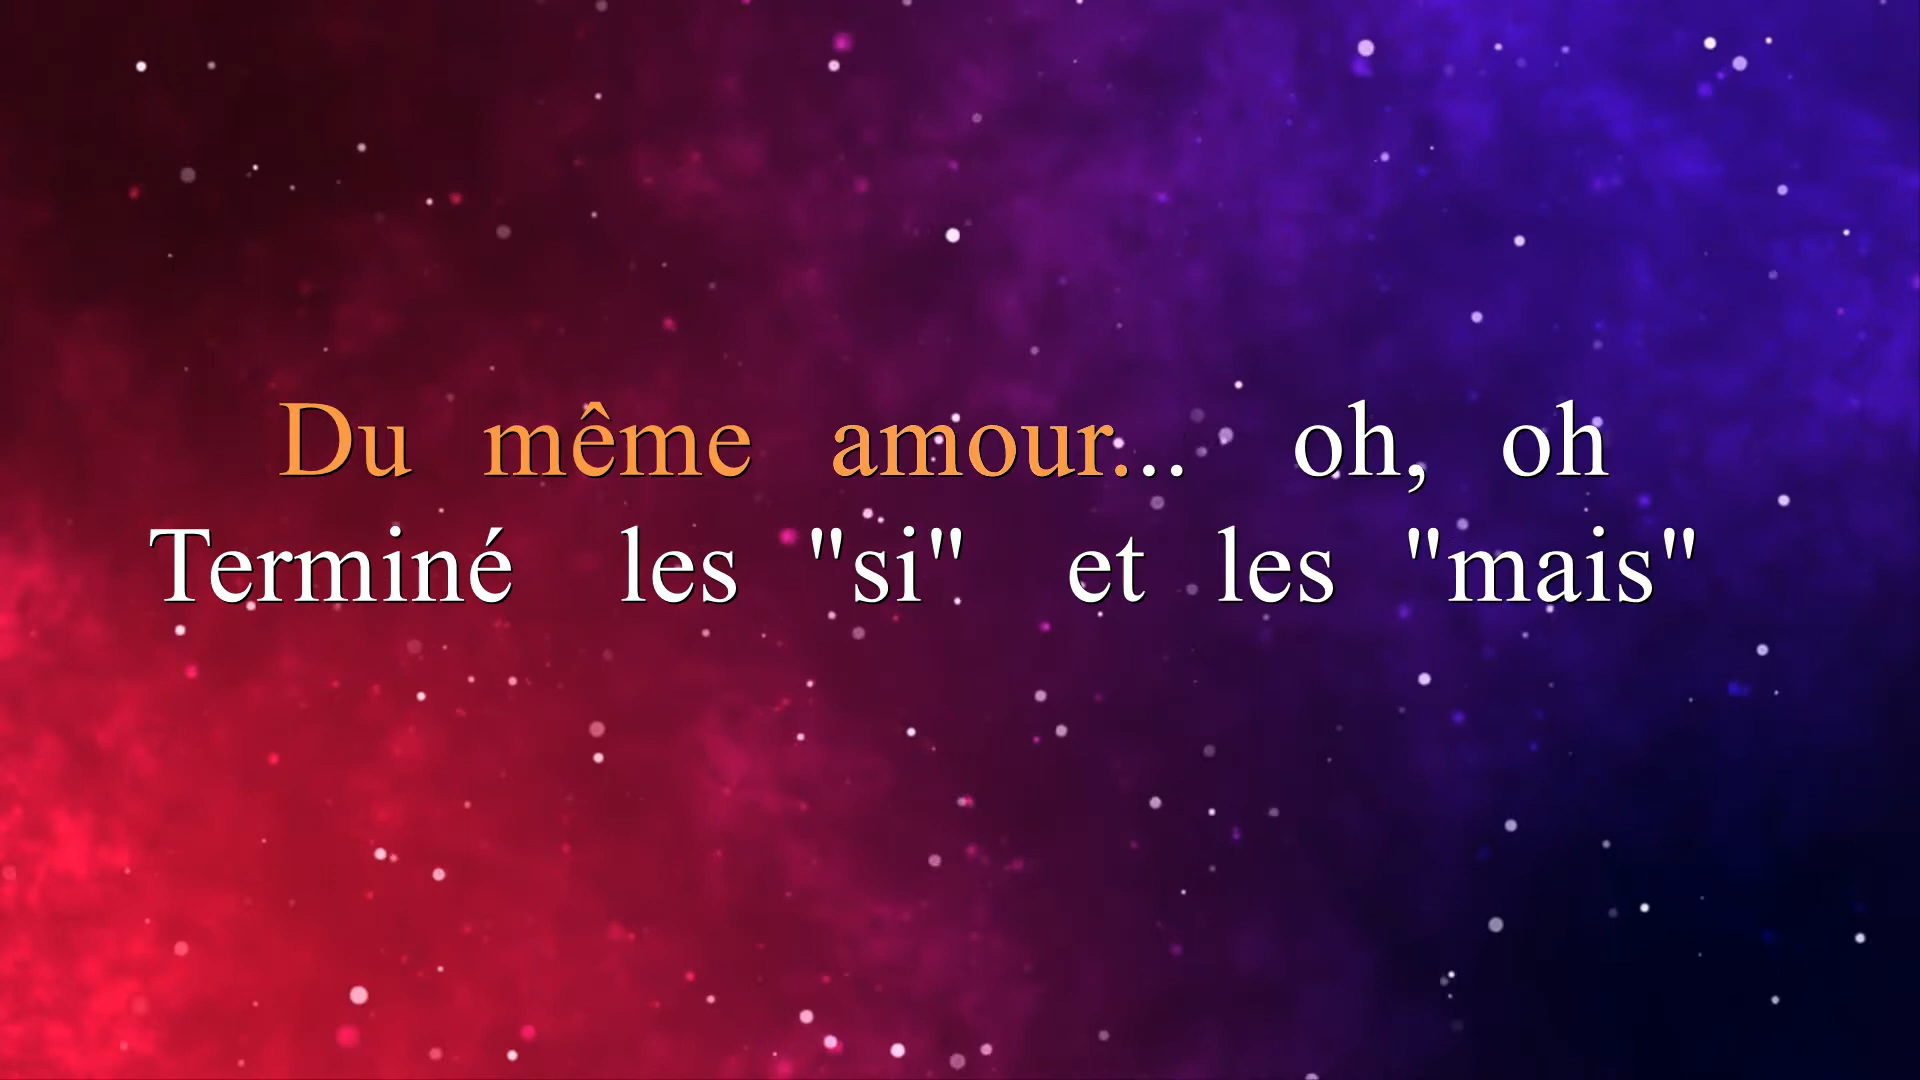 Du même amour... oh, oh
Terminé les "si" et les "mais"